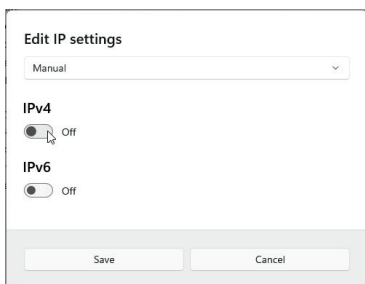 Edit IP settings
Manual
IPv4
Off
IPv6
Off
Save Cancel